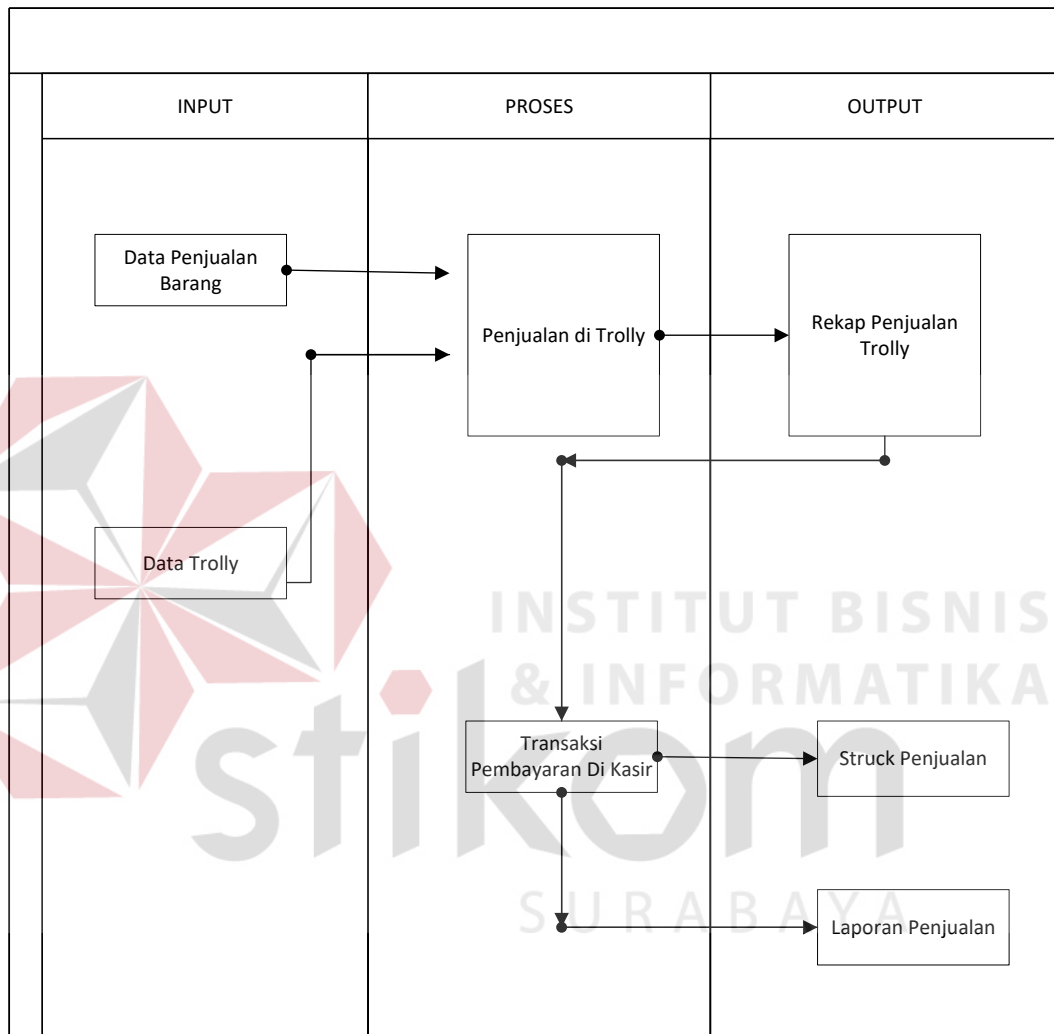 INPUT
PROSES
OUTPUT
Data Penjualan
Barang
Penjualan di Trolly
Rekap Penjualan
Trolly
Data Trolly
INSTITUT BISNIS
& INFORMATIKA
stikom
SURABAYA
Transaksi
Pembayaran Di Kasir
Struck Penjualan
Laporan Penjualan